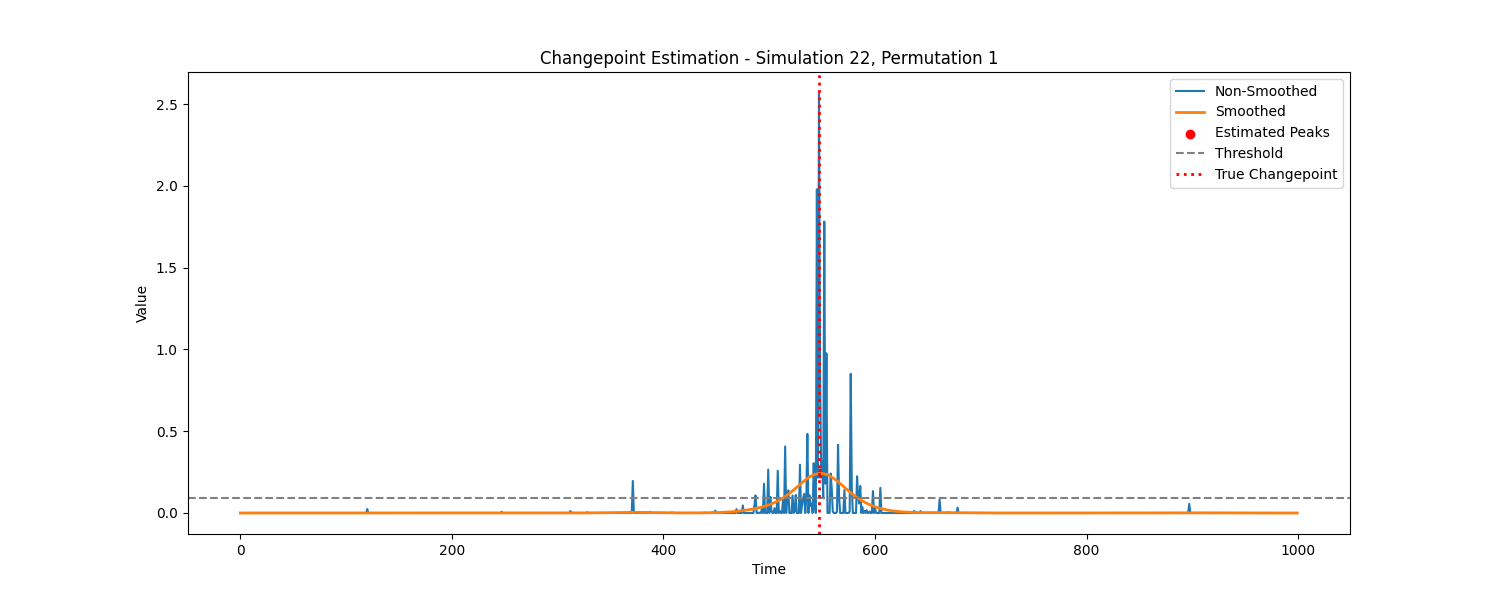 Changepoint Estimation - Simulation 22, Permutation 1
Non-Smoothed
Smoothed
Estimated Peaks
Threshold
True Changepoint
Value
2.5
2.0
1.5
1.0
0.5
0.0
0 200 400 600 800 1000
Time